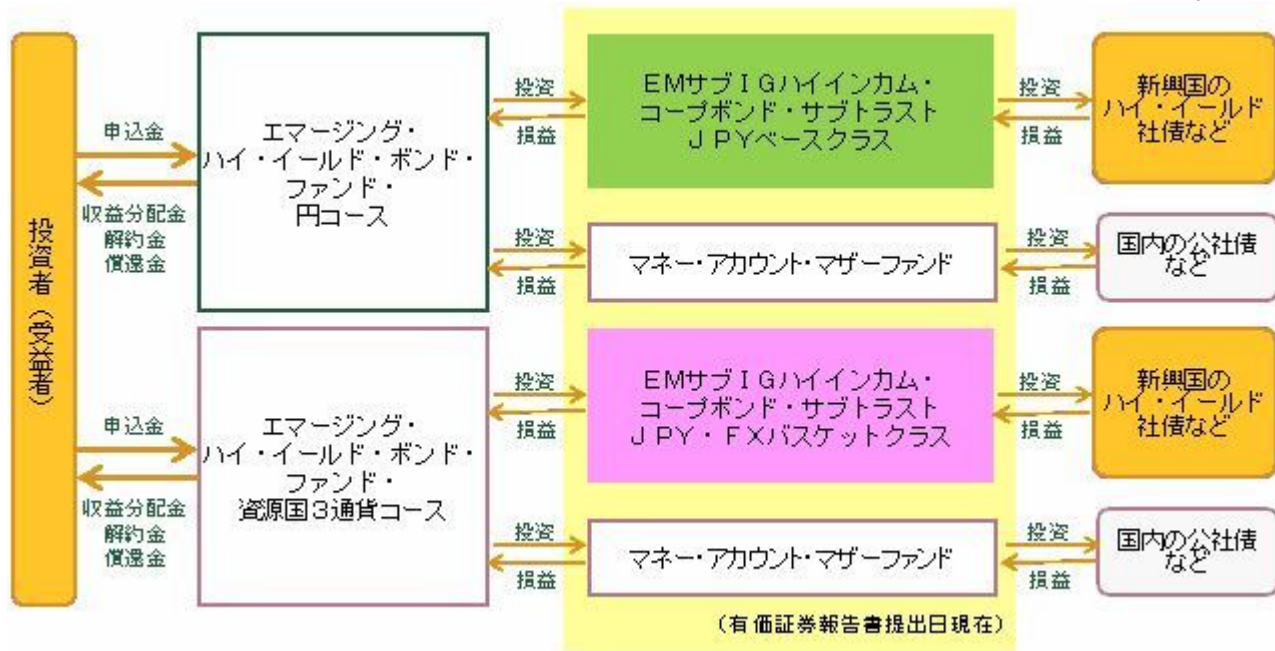 投資者（受益者）
申込金
収益分配金
解約金
償還金
エマージング・
ハイ・イールド・ボンド・
ファンド・
円コース
投資
損益
EMサブIGハイインカム・
コープボンド・サブトラスト
JPYベースクラス
投資
損益
新興国の
ハイ・イールド
社債など
投資
損益
マネー・アカウント・マザーファンド
投資
損益
国内の公社債
など
申込金
収益分配金
解約金
償還金
エマージング・
ハイ・イールド・ボンド・
ファンド・
資源国3通貨コース
投資
損益
EMサブIGハイインカム・
コープボンド・サブトラスト
JPY・FXバスケットクラス
投資
損益
新興国の
ハイ・イールド
社債など
投資
損益
マネー・アカウント・マザーファンド
投資
損益
国内の公社債
など
（有価証券報告書提出日現在）